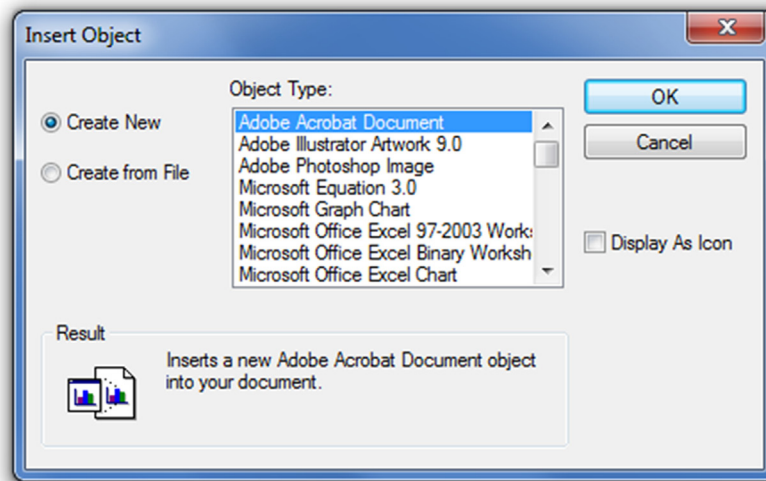 Insert Object
Object Type:
Create New
Create from File
Adobe Acrobat Document
Adobe Illustrator Artwork 9.0
Adobe Photoshop Image
Microsoft Equation 3.0
Microsoft Graph Chart
Microsoft Office Excel 97-2003 Works
Microsoft Office Excel Binary Worksh
Microsoft Office Excel Chart
OK
Cancel
Display As Icon
Result
Inserts a new Adobe Acrobat Document object
into your document.